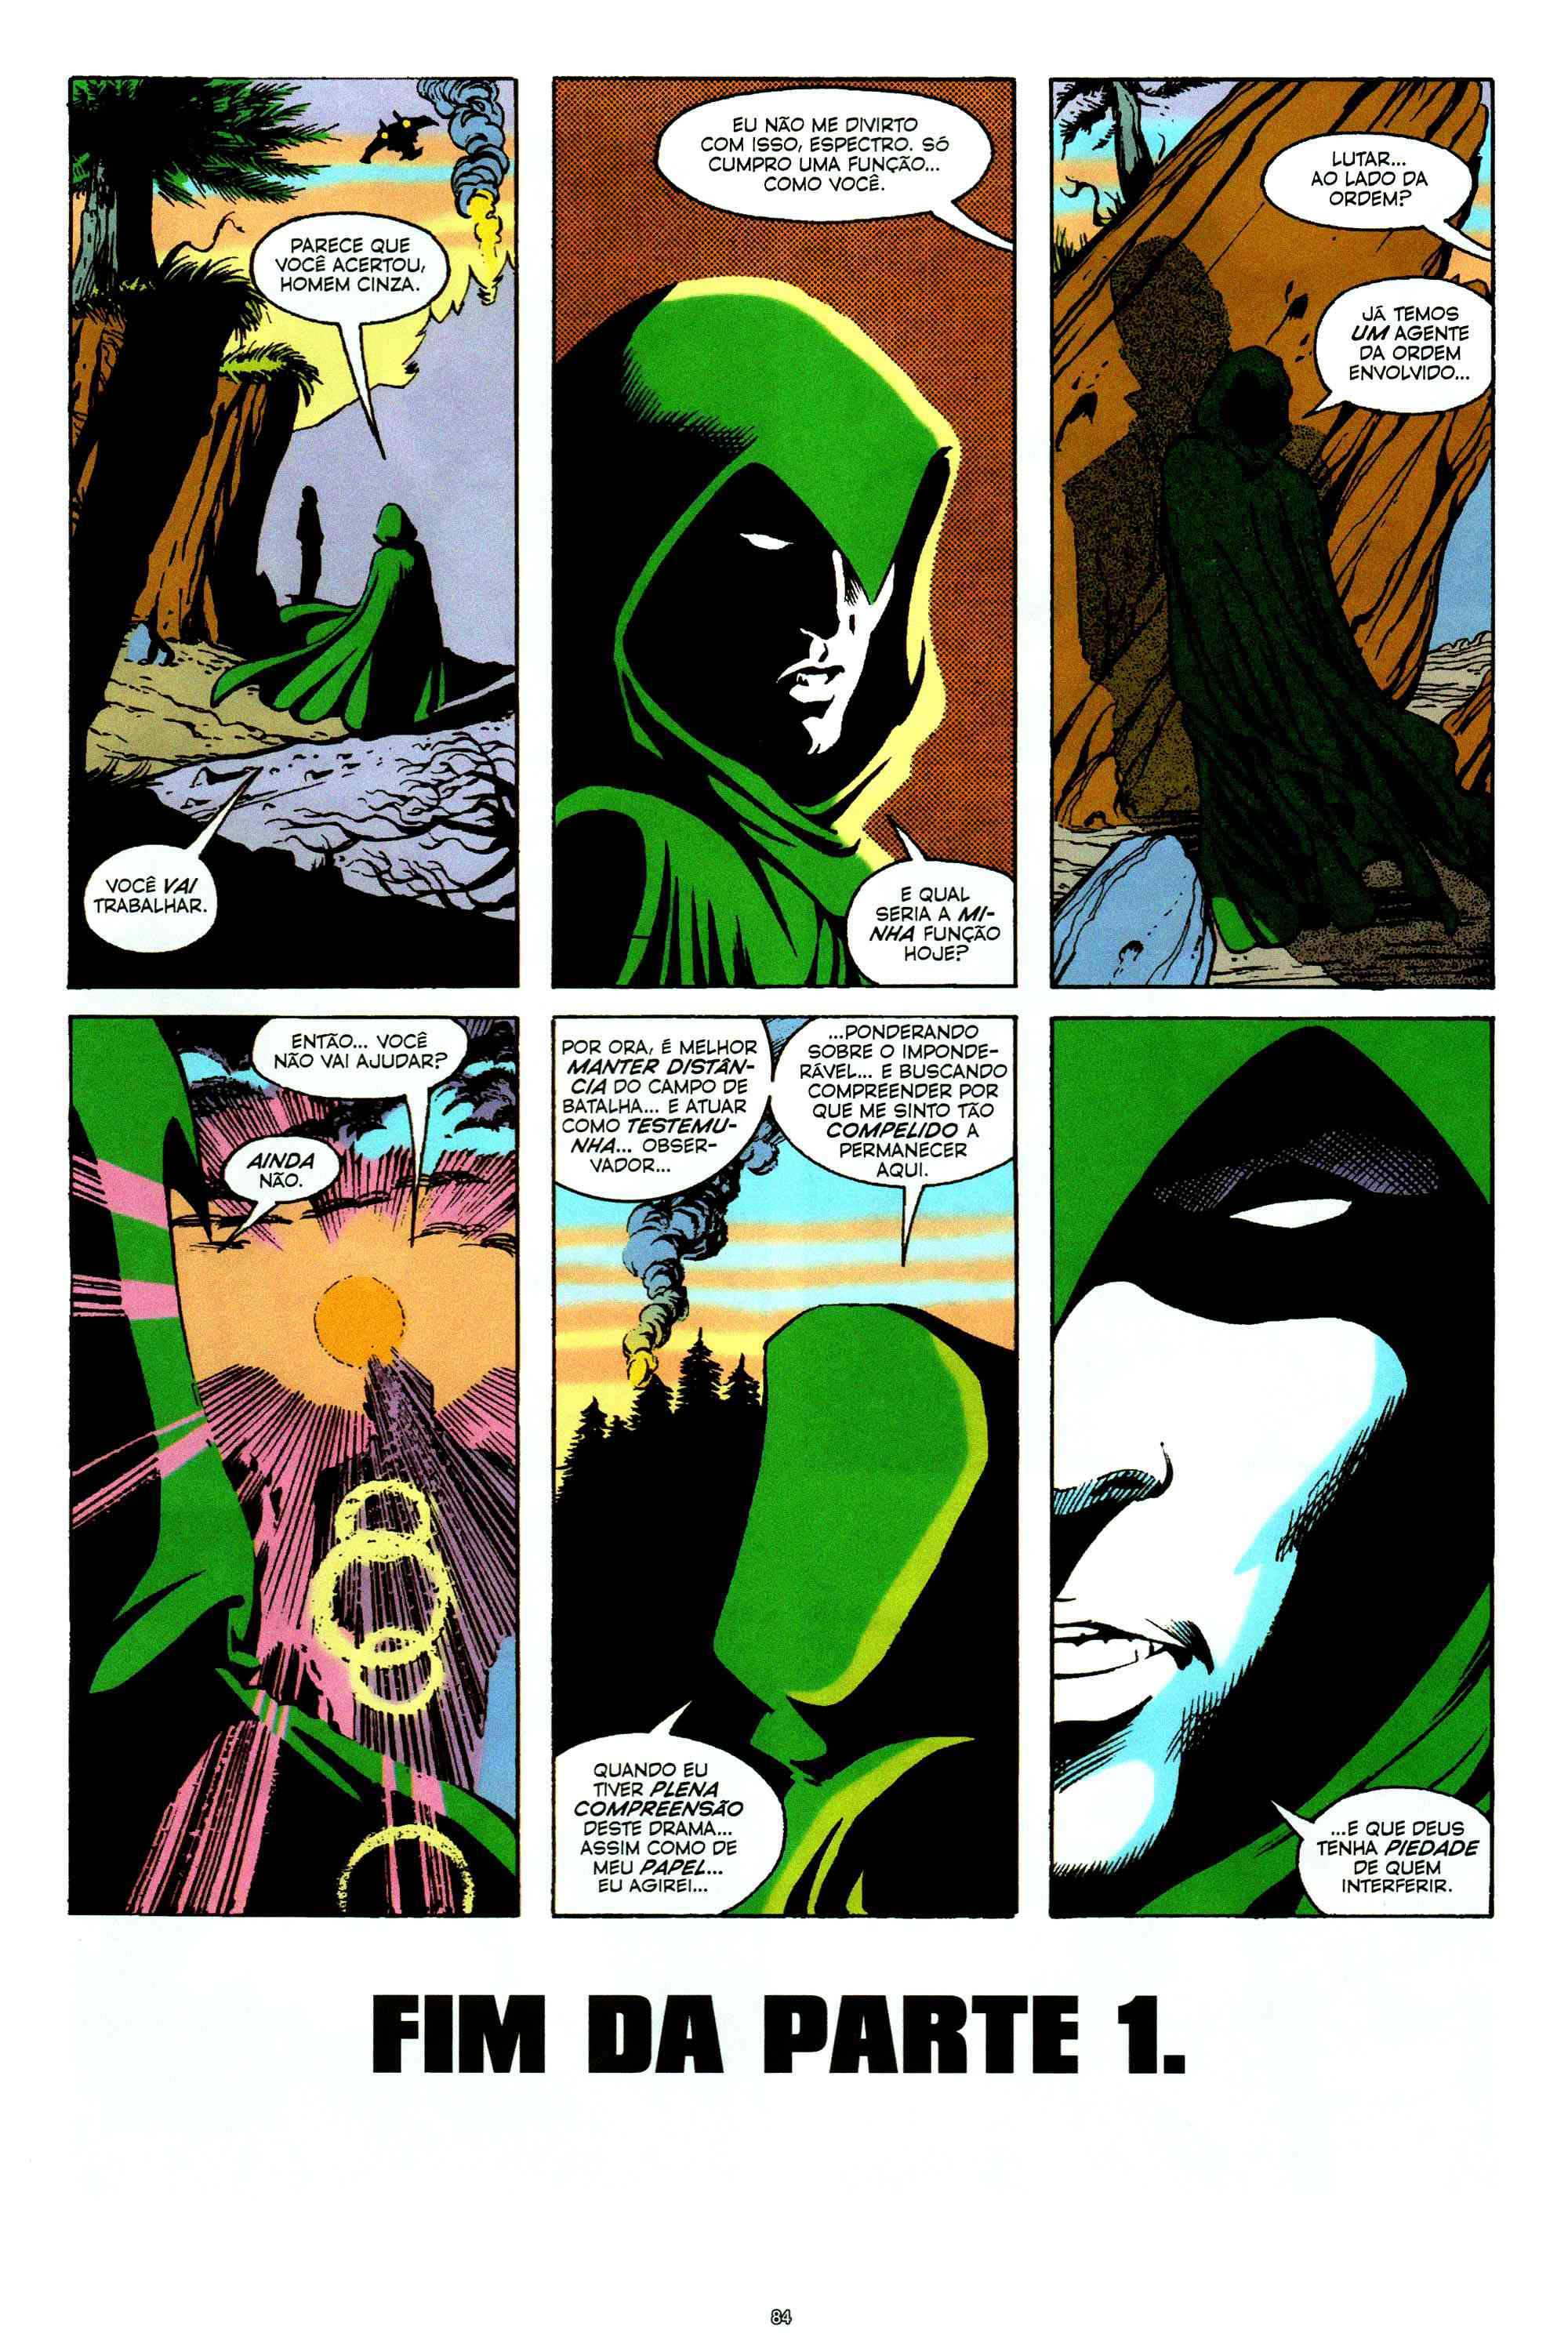 PARECE QUE
VOCÊ ACERTOU,
HOMEM CINZA.
VOCÊ VAI
TRABALHAR.
EU NÃO ME DIVIRTO
COM ISSO, ESPECTRO. SÓ
CUMPRO UMA FUNÇÃO...
COMO VOCÊ.
E QUAL
SERIA A MI-
NHA FUNÇÃO
HOJE?
LUTAR...
AO LADO DA
ORDEM?
JÁ TEMOS
UM AGENTE
DA ORDEM
ENVOLVIDO...
ENTÃO... VOCÊ
NÃO VAI AJUDAR?
AINDA
NÃO.
POR ORA, É MELHOR
MANTER DISTÂN-
CIA DO CAMPO DE
BATALHA... E ATUAR
COMO TESTEMU-
NHA... OBSER-
VADOR...
...PONDERANDO
SOBRE O IMPONDE-
RÁVEL... E BUSCANDO
COMPREENDER POR
QUE ME SINTO TÃO
COMPELIDO A
PERMANECER
AQUI.
QUANDO EU
TIVER PLENA
COMPREENSÃO
DESTE DRAMA...
ASSIM COMO DE
MEU PAPEL...
EU AGIREI...
...E QUE DEUS
TENHA PIEDADE
DE QUEM
INTERFERIR.
FIM DA PARTE 1.
84